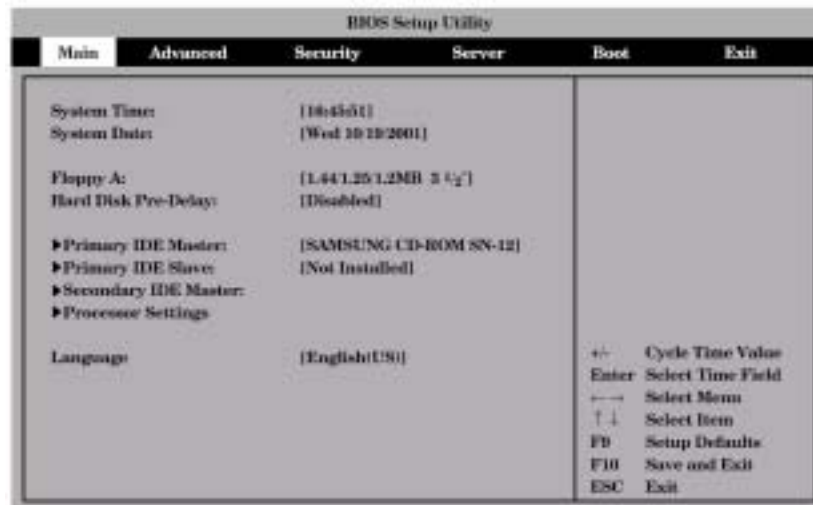 BIOS Setup Utility
Main Advanced Security Server Boot Exit
System Time: [16:45:51]
System Date: [Wed 10/19/2001]
Floppy A: [1.44/1.25/1.2MB 3 1/2"]
Hard Disk Pre-Delay: [Disabled]
▶Primary IDE Master: [SAMSUNG CD-ROM SN-12]
▶Primary IDE Slave: [Not Installed]
▶Secondary IDE Master:
▶Processor Settings
Language [English(US)]
+/- Cycle Time Value
Enter Select Time Field
←→ Select Menu
↑↓ Select Item
F9 Setup Defaults
F10 Save and Exit
ESC Exit